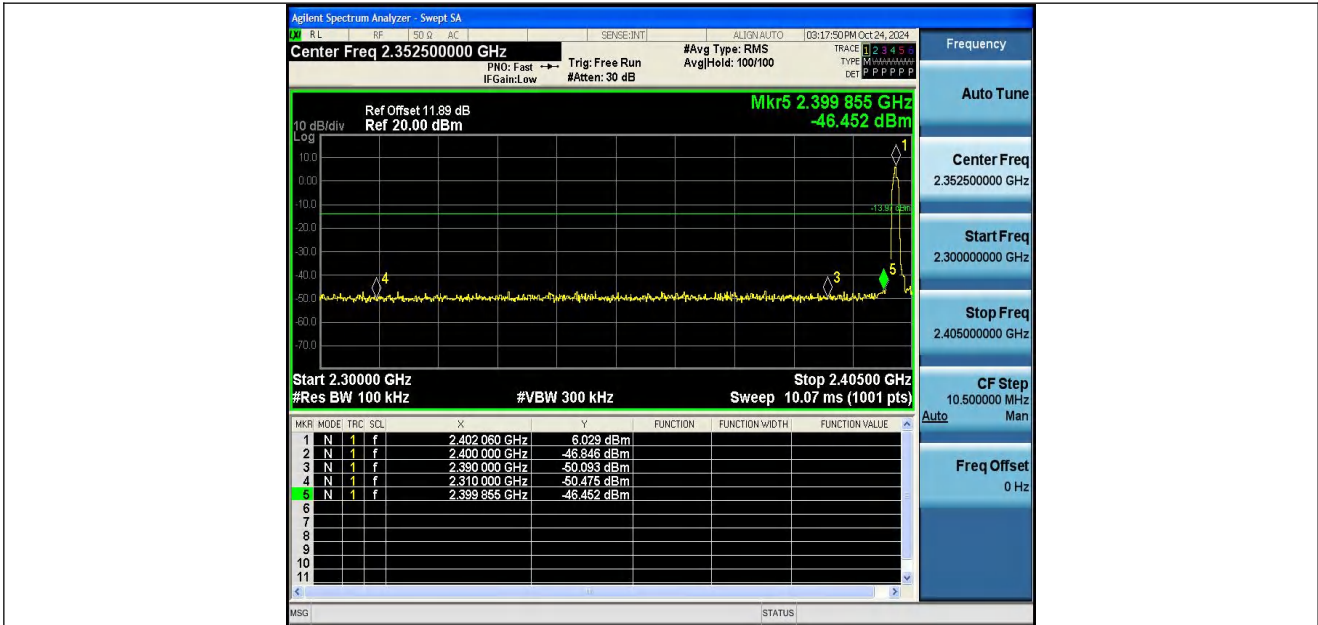 Agilent Spectrum Analyzer - Swept SA
LXI RL RF 50 Ω AC SENSE:INT ALIGN AUTO 03:17:50 PM Oct 24, 2024
Center Freq 2.352500000 GHz
PNO: Fast
IFGain:Low
Trig: Free Run
#Atten: 30 dB
#Avg Type: RMS
Avg|Hold: 100/100
TRACE 1 2 3 4 5 6
TYPE M
DET P P P P P P
Ref Offset 11.89 dB
10 dB/div Ref 20.00 dBm
Log
Mkr5 2.399 855 GHz
-46.452 dBm
10.0
0.00
-10.0
-20.0
-30.0
-40.0
-50.0
-60.0
-70.0
1
-13.97 dBm
4
3
5
Start 2.30000 GHz Stop 2.40500 GHz
#Res BW 100 kHz #VBW 300 kHz Sweep 10.07 ms (1001 pts)
MKR MODE TRC SCL X Y FUNCTION FUNCTION WIDTH FUNCTION VALUE
1 N 1 f 2.402 060 GHz 6.029 dBm
2 N 1 f 2.400 000 GHz -46.846 dBm
3 N 1 f 2.390 000 GHz -50.093 dBm
4 N 1 f 2.310 000 GHz -50.475 dBm
5 N 1 f 2.399 855 GHz -46.452 dBm
6
7
8
9
10
11
MSG STATUS
Frequency
Auto Tune
Center Freq
2.352500000 GHz
Start Freq
2.300000000 GHz
Stop Freq
2.405000000 GHz
CF Step
10.500000 MHz
Auto Man
Freq Offset
0 Hz